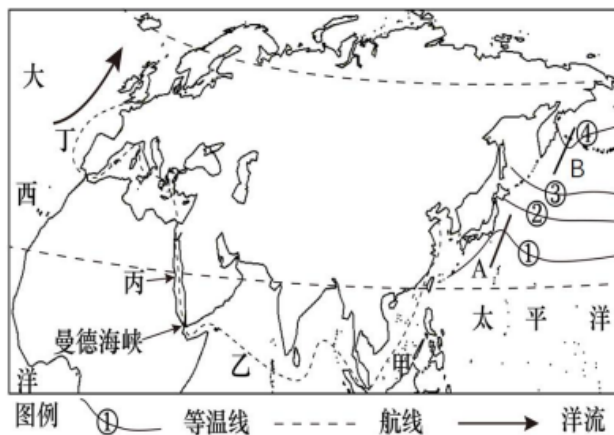 大
丁
④
B
西
③
②
①
A
丙
太 平 洋
曼德海峡
乙
甲
洋
图例 ① 等温线 航线 洋流